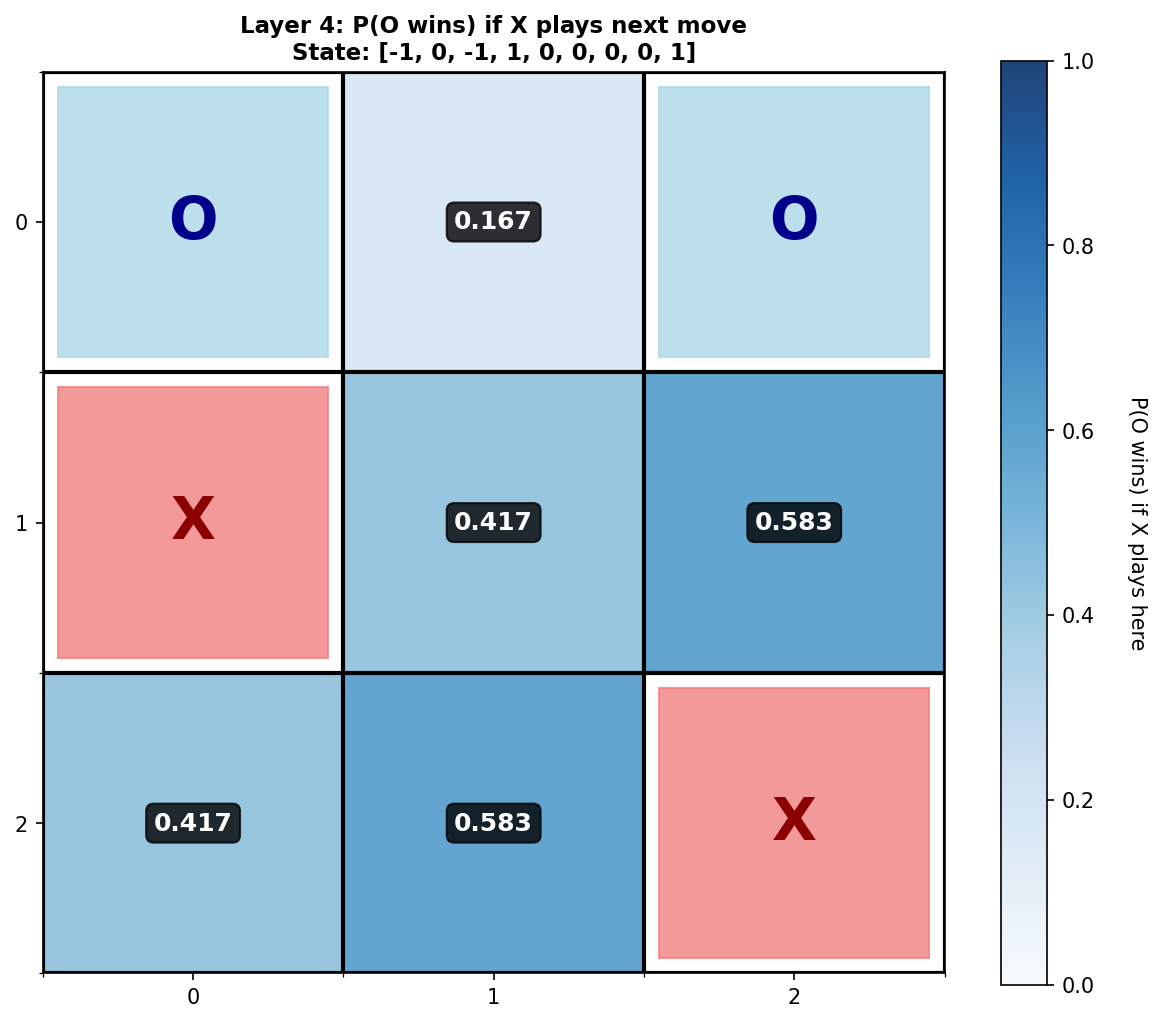 Layer 4: P(O wins) if X plays next move
State: [-1, 0, -1, 1, 0, 0, 0, 0, 1]
0
O
0.167
O
1
X
0.417
0.583
2
0.417
0.583
X
0
1
2
1.0
0.8
0.6
0.4
0.2
0.0
P(O wins) if X plays here